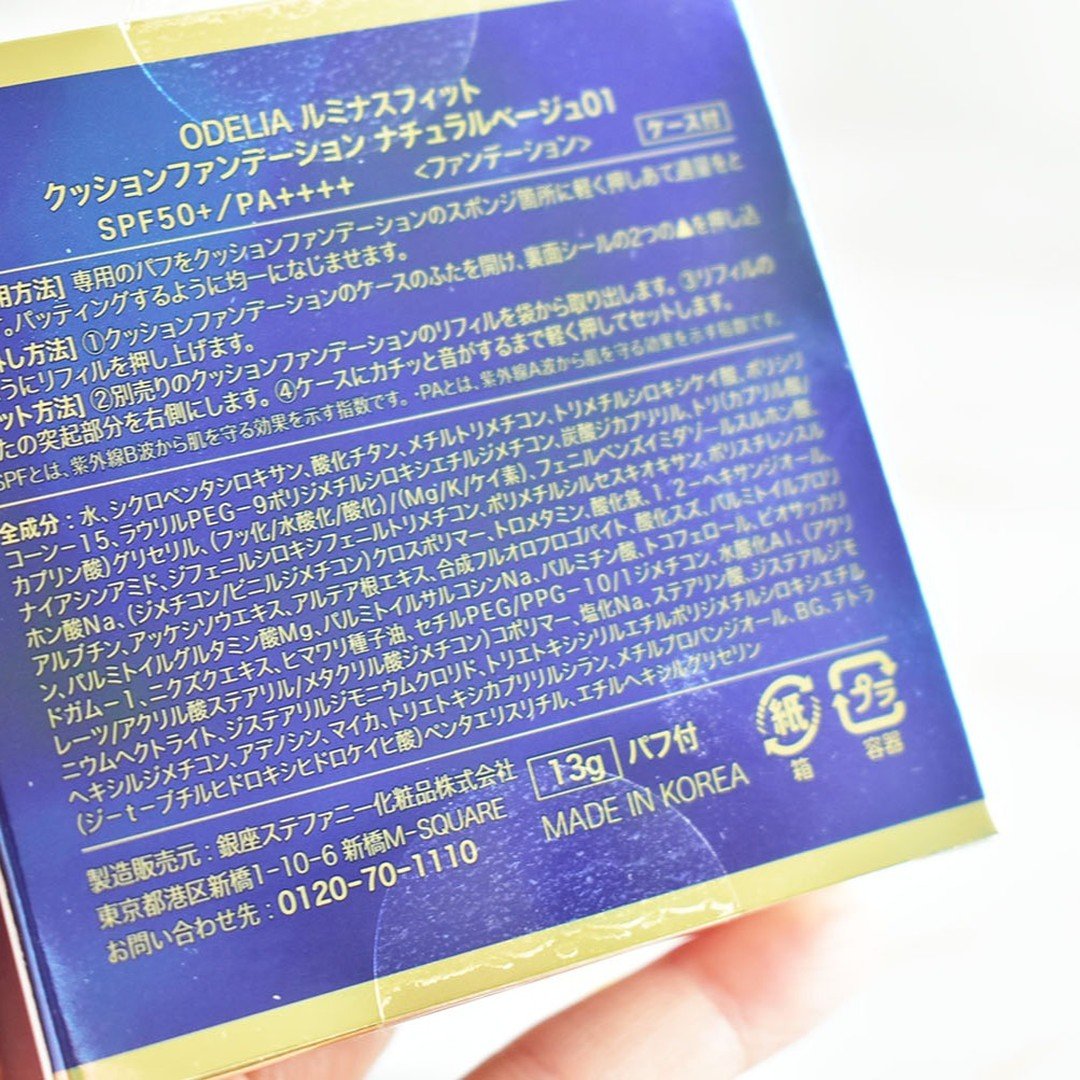 ODELIA ルミナスフィット
クッションファンデーション ナチュラルベージュ01
SPF50+/PA++++ <ファンデーション> ケース付
用方法] 専用のパフをクッションファンデーションのスポンジ箇所に軽く押しあて適量をと
す。パッティングするように均一になじませます。
外し方法] ①クッションファンデーションのケースのふたを開け、裏面シールの2つの▲を押し込
ようにリフィルを押し上げます。
ット方法] ②別売りのクッションファンデーションのリフィルを袋から取り出します。③リフィルの
たの突起部分を右側にします。④ケースにカチッと音がするまで軽く押してセットします。
SPFとは、紫外線B波から肌を守る効果を示す指数です。・PAとは、紫外線A波から肌を守る効果を示す指数です。
全成分：水、シクロペンタシロキサン、酸化チタン、メチルトリメチコン、トリメチルシロキシケイ酸、ポリシリ
コーン−15、ラウリルPEG−9ポリジメチルシロキシエチルジメチコン、炭酸ジカプリリル、トリ(カプリル酸/
カプリン酸)グリセリル、(フッ化/水酸化/酸化)/(Mg/K/ケイ素)、フェニルベンズイミダゾールスルホン酸、
ナイアシンアミド、ジフェニルシロキシフェニルトリメチコン、ポリメチルシルセスキオキサン、ポリスチレンスル
ホン酸Na、(ジメチコン/ビニルジメチコン)クロスポリマー、トロメタミン、酸化鉄、1,2−ヘキサンジオール、
アルブチン、アッケシソウエキス、アルテア根エキス、合成フルオロフロゴパイト、酸化スズ、パルミトイルプロリ
ン、パルミトイルグルタミン酸Mg、パルミトイルサルコシンNa、パルミチン酸、トコフェロール、ビオサッカリ
ドガム−1、ニクズクエキス、ヒマワリ種子油、セチルPEG/PPG−10/1ジメチコン、水酸化Al、(アクリ
レーツ/アクリル酸ステアリル/メタクリル酸ジメチコン)コポリマー、塩化Na、ステアリン酸、ジステアルジモ
ニウムヘクトライト、ジステアリルジモニウムクロリド、トリエトキシシリルエチルポリジメチルシロキシエチル
ヘキシルジメチコン、アデノシン、マイカ、トリエトキシカプリリルシラン、メチルプロパンジオール、BG、テトラ
(ジ−t−ブチルヒドロキシヒドロケイヒ酸)ペンタエリスリチル、エチルヘキシルグリセリン
製造販売元：銀座ステファニー化粧品株式会社
東京都港区新橋1-10-6 新橋M-SQUARE
お問い合わせ先：0120-70-1110
13g パフ付
MADE IN KOREA
紙
箱
プラ
容器